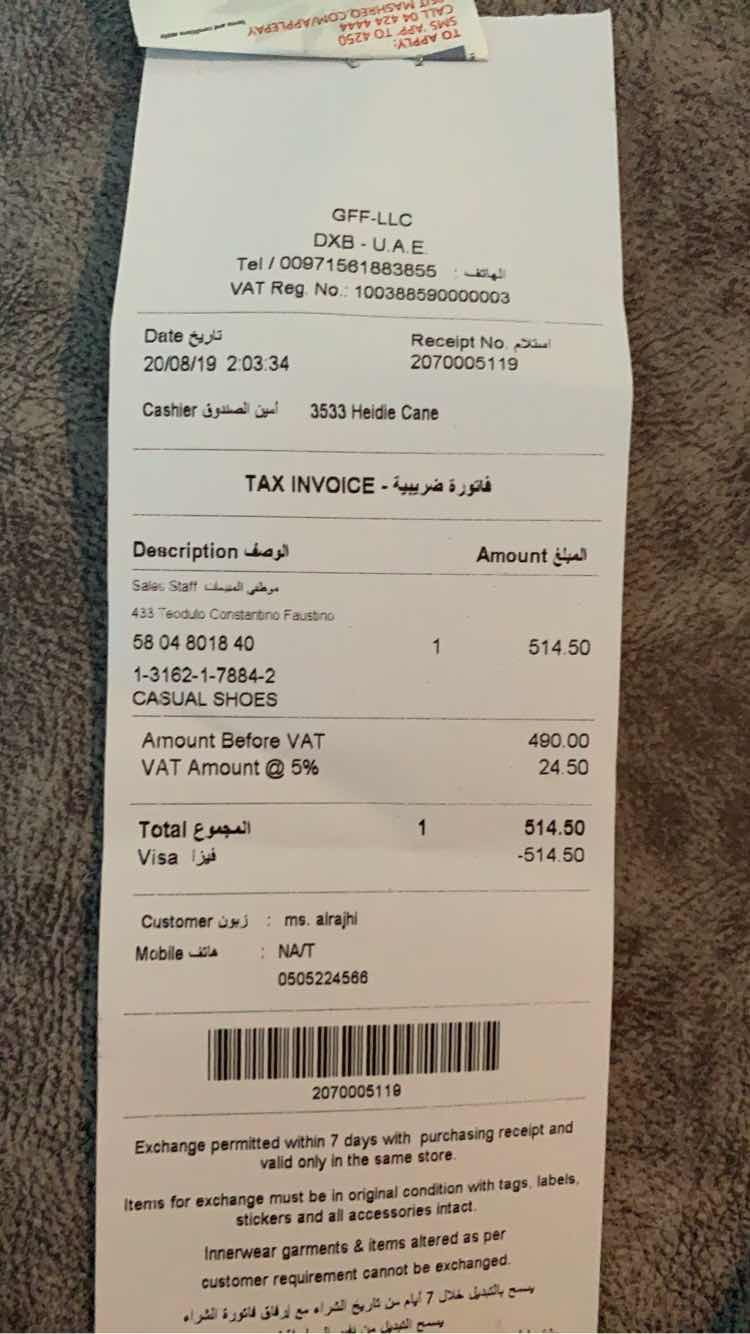 TO APPLY:
SMS 'APP' TO 4250
CALL 04 424 4444
MASHREQ.COM/APPLEPAY
GFF-LLC
DXB - U.A.E.
Tel / 00971561883855 : الهاتف
VAT Reg. No.: 100388590000003
Date تاريخ
20/08/19 2:03:34
Receipt No. استلام
2070005119
Cashier أمين الصندوق 3533 Heidie Cane
TAX INVOICE - فاتورة ضريبية
Description الوصف Amount المبلغ
Sales Staff موظفي المبيعات
433 Teodulo Constantino Faustino
58 04 8018 40 1 514.50
1-3162-1-7884-2
CASUAL SHOES
Amount Before VAT 490.00
VAT Amount @ 5% 24.50
Total المجموع 1 514.50
Visa فيزا -514.50
Customer زبون : ms. alrajhi
Mobile هاتف : NA/T
0505224566
2070005119
Exchange permitted within 7 days with purchasing receipt and
valid only in the same store.
Items for exchange must be in original condition with tags, labels,
stickers and all accessories intact.
Innerwear garments & items altered as per
customer requirement cannot be exchanged.
يسمح بالتبديل خلال 7 أيام من تاريخ الشراء مع إرفاق فاتورة الشراء
يسمح التبديل من